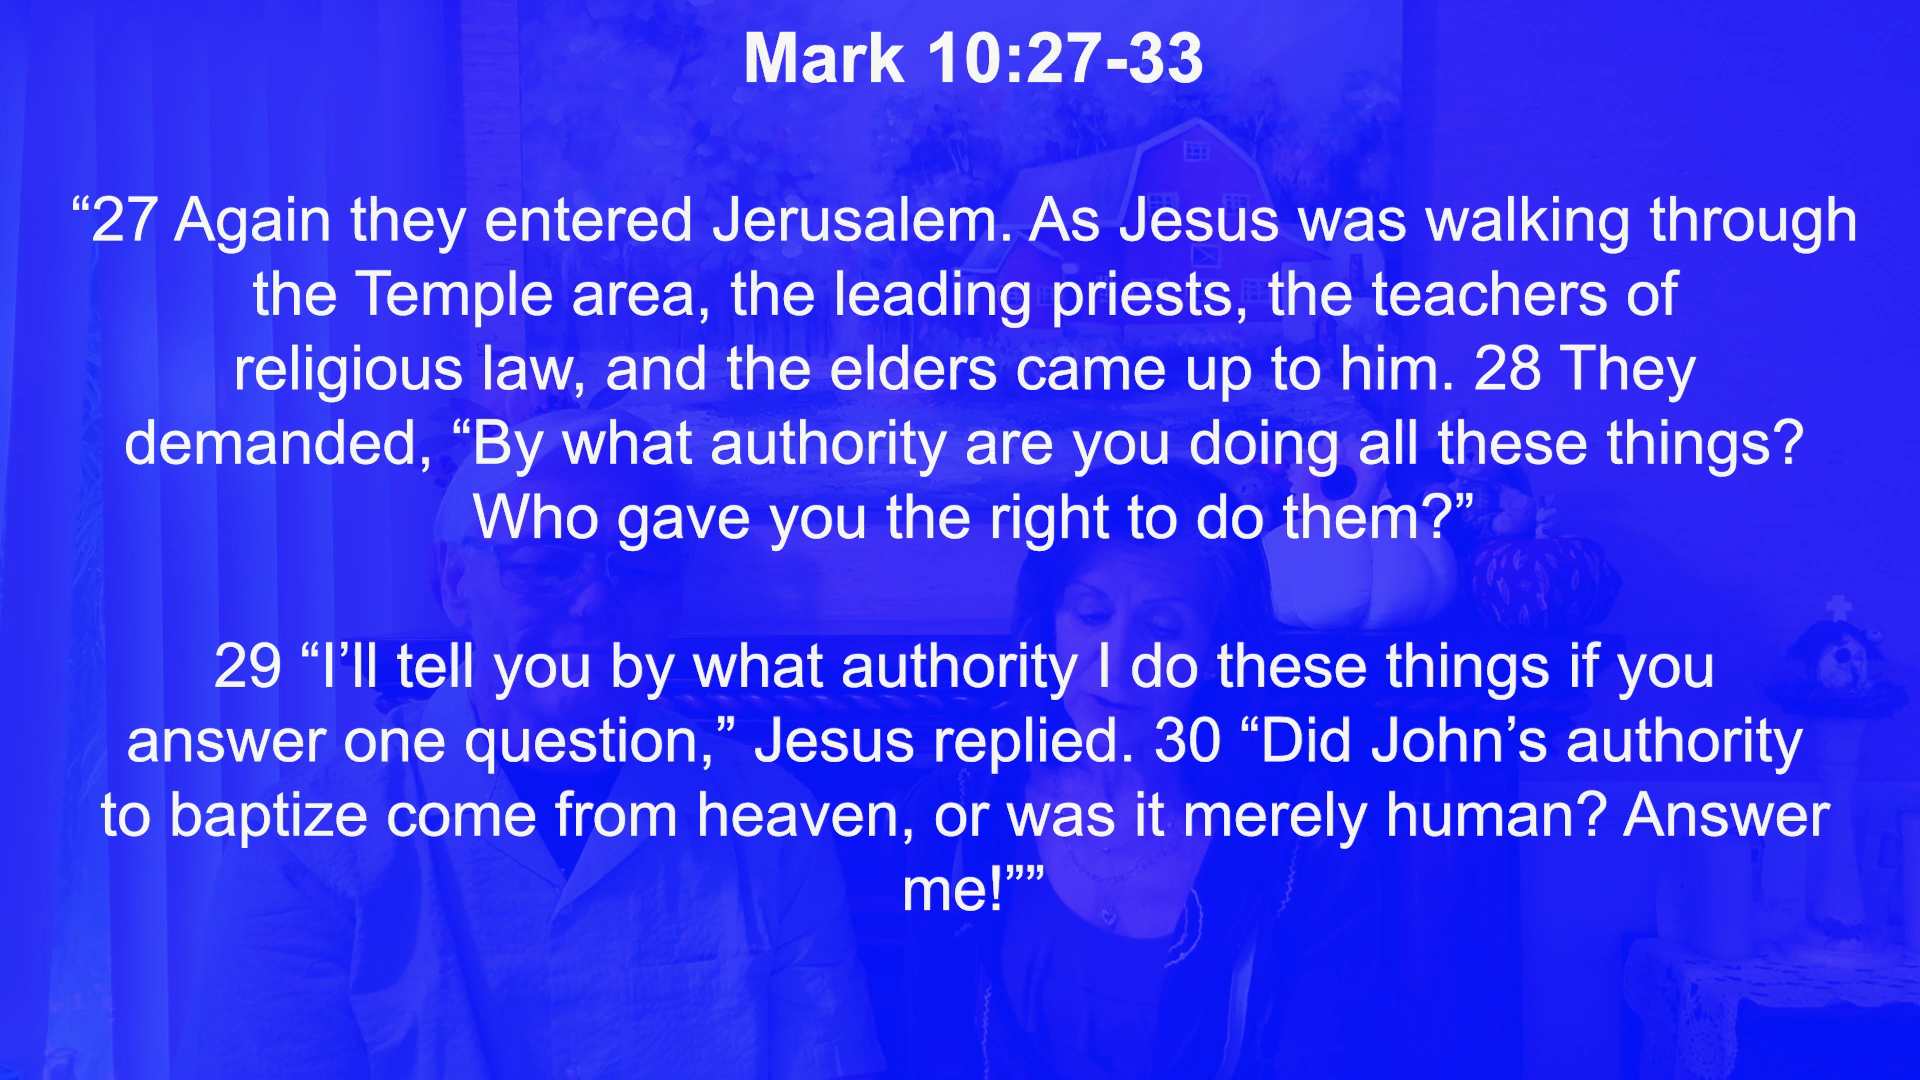 Mark 10:27-33
“27 Again they entered Jerusalem. As Jesus was walking through
the Temple area, the leading priests, the teachers of
religious law, and the elders came up to him. 28 They
demanded, “By what authority are you doing all these things?
Who gave you the right to do them?”
29 “I’ll tell you by what authority I do these things if you
answer one question,” Jesus replied. 30 “Did John’s authority
to baptize come from heaven, or was it merely human? Answer
me!””